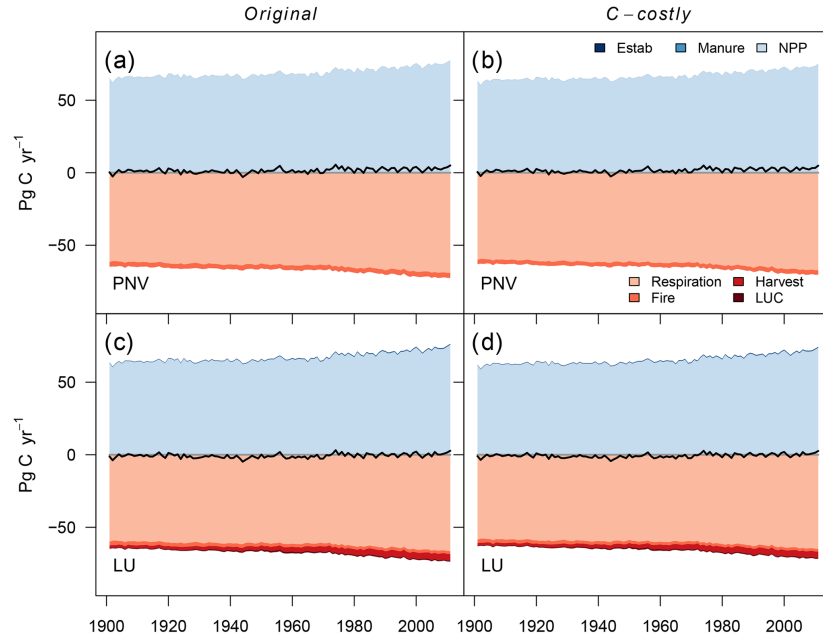 Original
C – costly
(a)
(b)
Estab
Manure
NPP
Pg C yr⁻¹
50
0
−50
PNV
PNV
Respiration
Harvest
Fire
LUC
(c)
(d)
Pg C yr⁻¹
50
0
−50
LU
LU
1900 1920 1940 1960 1980 2000
1900 1920 1940 1960 1980 2000